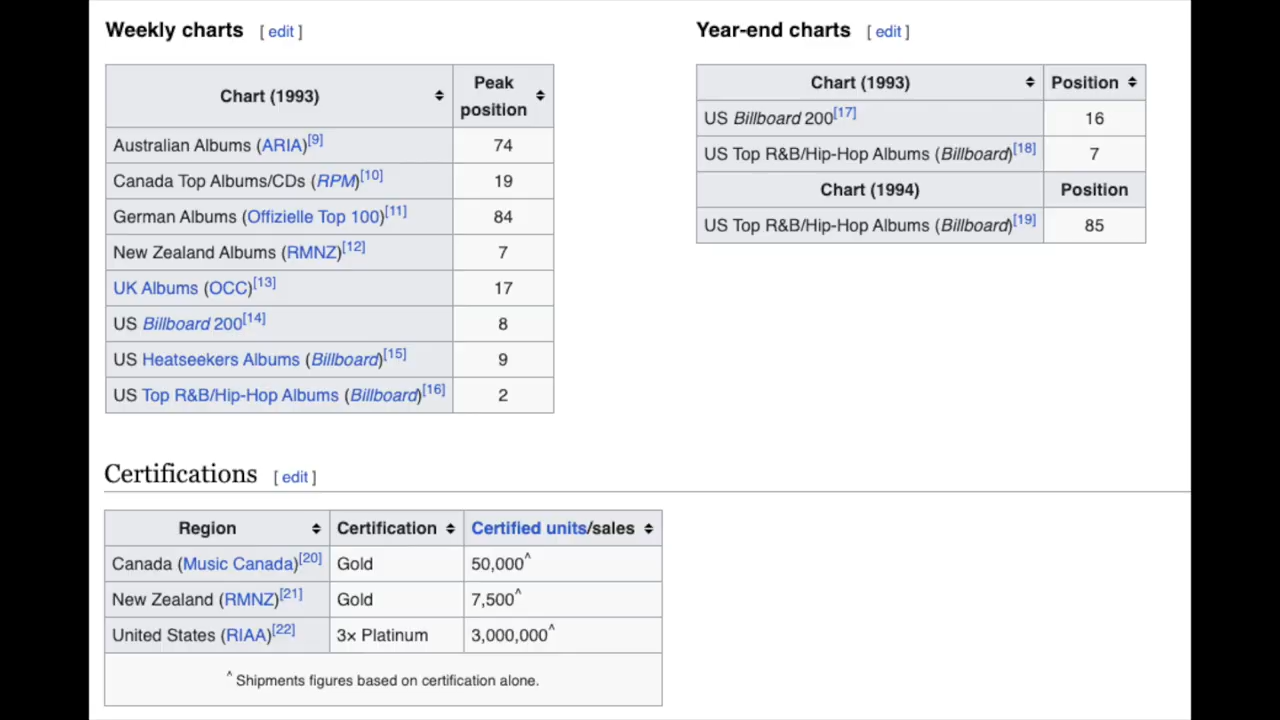 Weekly charts [ edit ]
Chart (1993) Peak position
Australian Albums (ARIA)[9] 74
Canada Top Albums/CDs (RPM)[10] 19
German Albums (Offizielle Top 100)[11] 84
New Zealand Albums (RMNZ)[12] 7
UK Albums (OCC)[13] 17
US Billboard 200[14] 8
US Heatseekers Albums (Billboard)[15] 9
US Top R&B/Hip-Hop Albums (Billboard)[16] 2
Year-end charts [ edit ]
Chart (1993) Position
US Billboard 200[17] 16
US Top R&B/Hip-Hop Albums (Billboard)[18] 7
Chart (1994) Position
US Top R&B/Hip-Hop Albums (Billboard)[19] 85
Certifications [ edit ]
Region Certification Certified units/sales
Canada (Music Canada)[20] Gold 50,000^
New Zealand (RMNZ)[21] Gold 7,500^
United States (RIAA)[22] 3× Platinum 3,000,000^
^ Shipments figures based on certification alone.